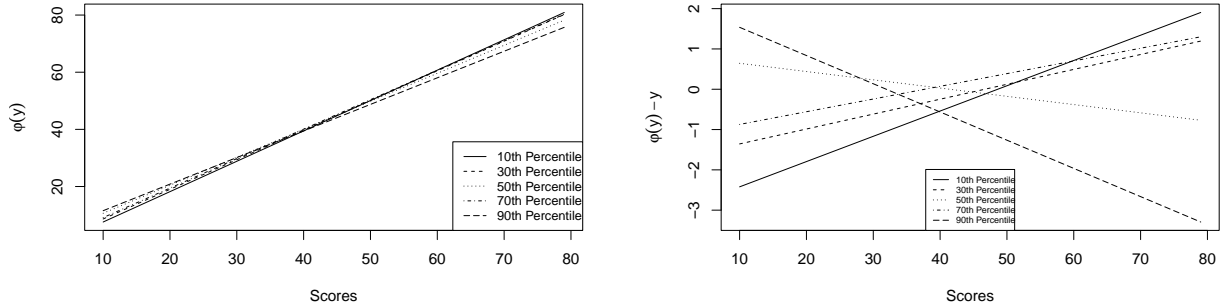 φ(y)
80
60
40
20
10 20 30 40 50 60 70 80
Scores
10th Percentile
30th Percentile
50th Percentile
70th Percentile
90th Percentile
φ(y) − y
2
1
0
−1
−2
−3
10 20 30 40 50 60 70 80
Scores
10th Percentile
30th Percentile
50th Percentile
70th Percentile
90th Percentile